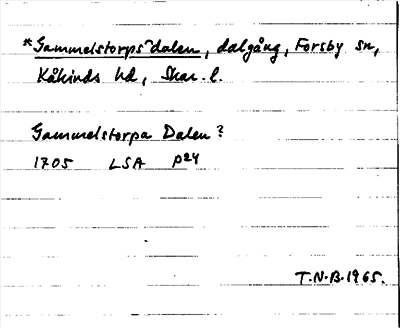 *Gammelstorps dalen, dalgång, Forsby sn,
Kåkinds hd, Skar. l.
Gammelstorpa Dalen?
1705 LSA P24
T.N.B. 1965.